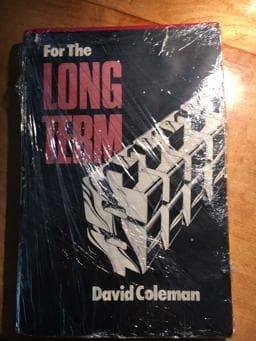 For The
LONG
TERM
David Coleman